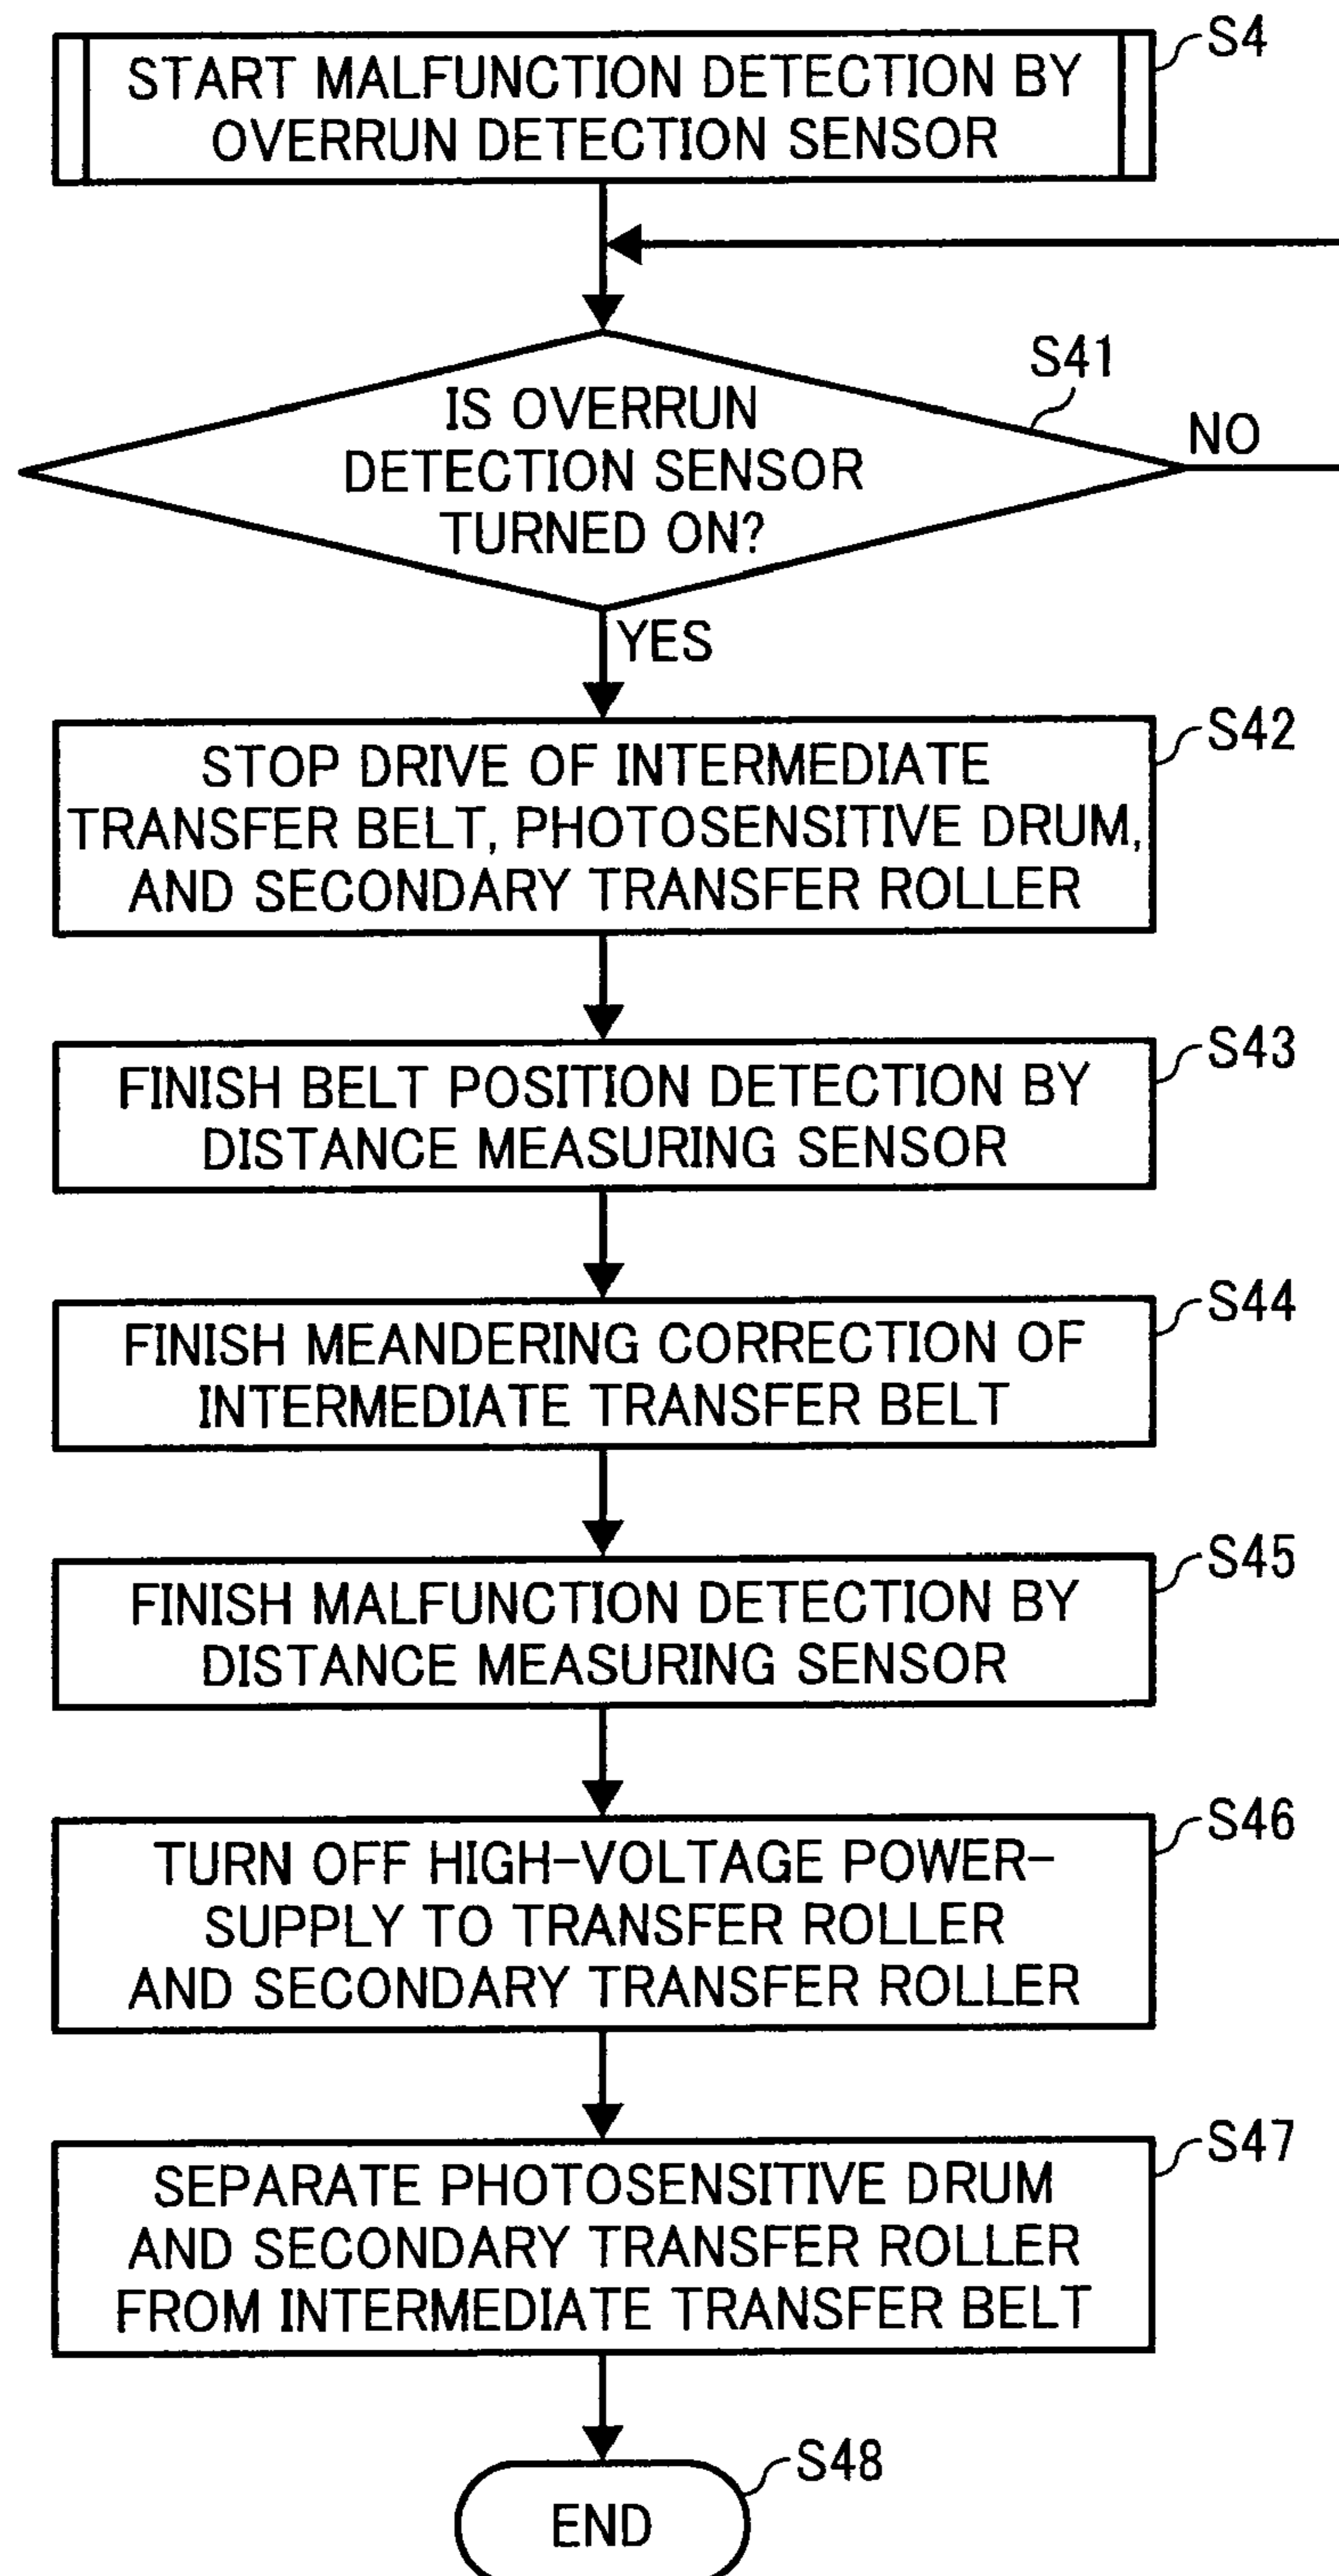 START MALFUNCTION DETECTION BY
OVERRUN DETECTION SENSOR
S4
IS OVERRUN
DETECTION SENSOR
TURNED ON?
S41
NO
YES
STOP DRIVE OF INTERMEDIATE
TRANSFER BELT, PHOTOSENSITIVE DRUM,
AND SECONDARY TRANSFER ROLLER
S42
FINISH BELT POSITION DETECTION BY
DISTANCE MEASURING SENSOR
S43
FINISH MEANDERING CORRECTION OF
INTERMEDIATE TRANSFER BELT
S44
FINISH MALFUNCTION DETECTION BY
DISTANCE MEASURING SENSOR
S45
TURN OFF HIGH-VOLTAGE POWER-
SUPPLY TO TRANSFER ROLLER
AND SECONDARY TRANSFER ROLLER
S46
SEPARATE PHOTOSENSITIVE DRUM
AND SECONDARY TRANSFER ROLLER
FROM INTERMEDIATE TRANSFER BELT
S47
END
S48